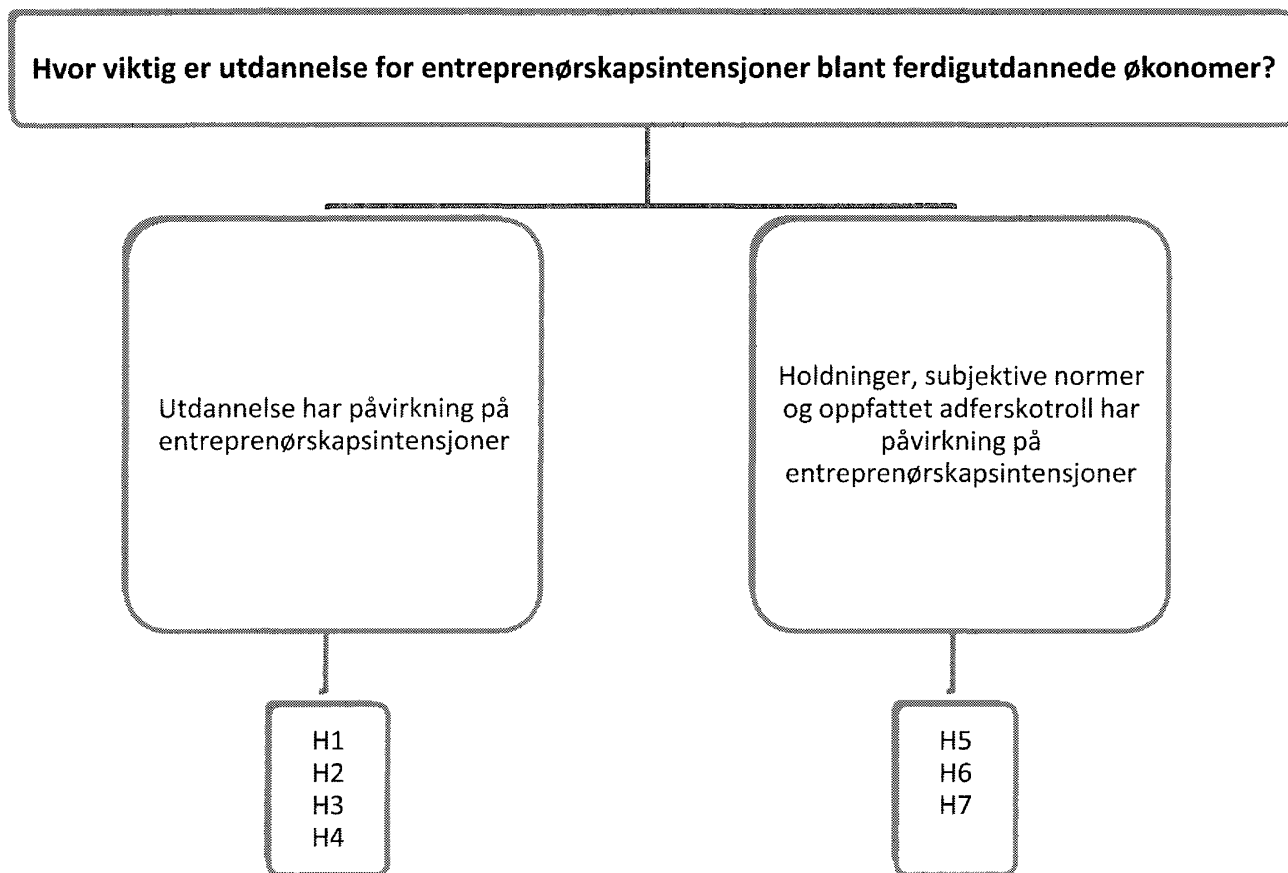 Hvor viktig er utdannelse for entreprenørskapsintensjoner blant ferdigutdannede økonomer?
Utdannelse har påvirkning på
entreprenørskapsintensjoner
Holdninger, subjektive normer
og oppfattet adferskotroll har
påvirkning på
entreprenørskapsintensjoner
H1
H2
H3
H4
H5
H6
H7